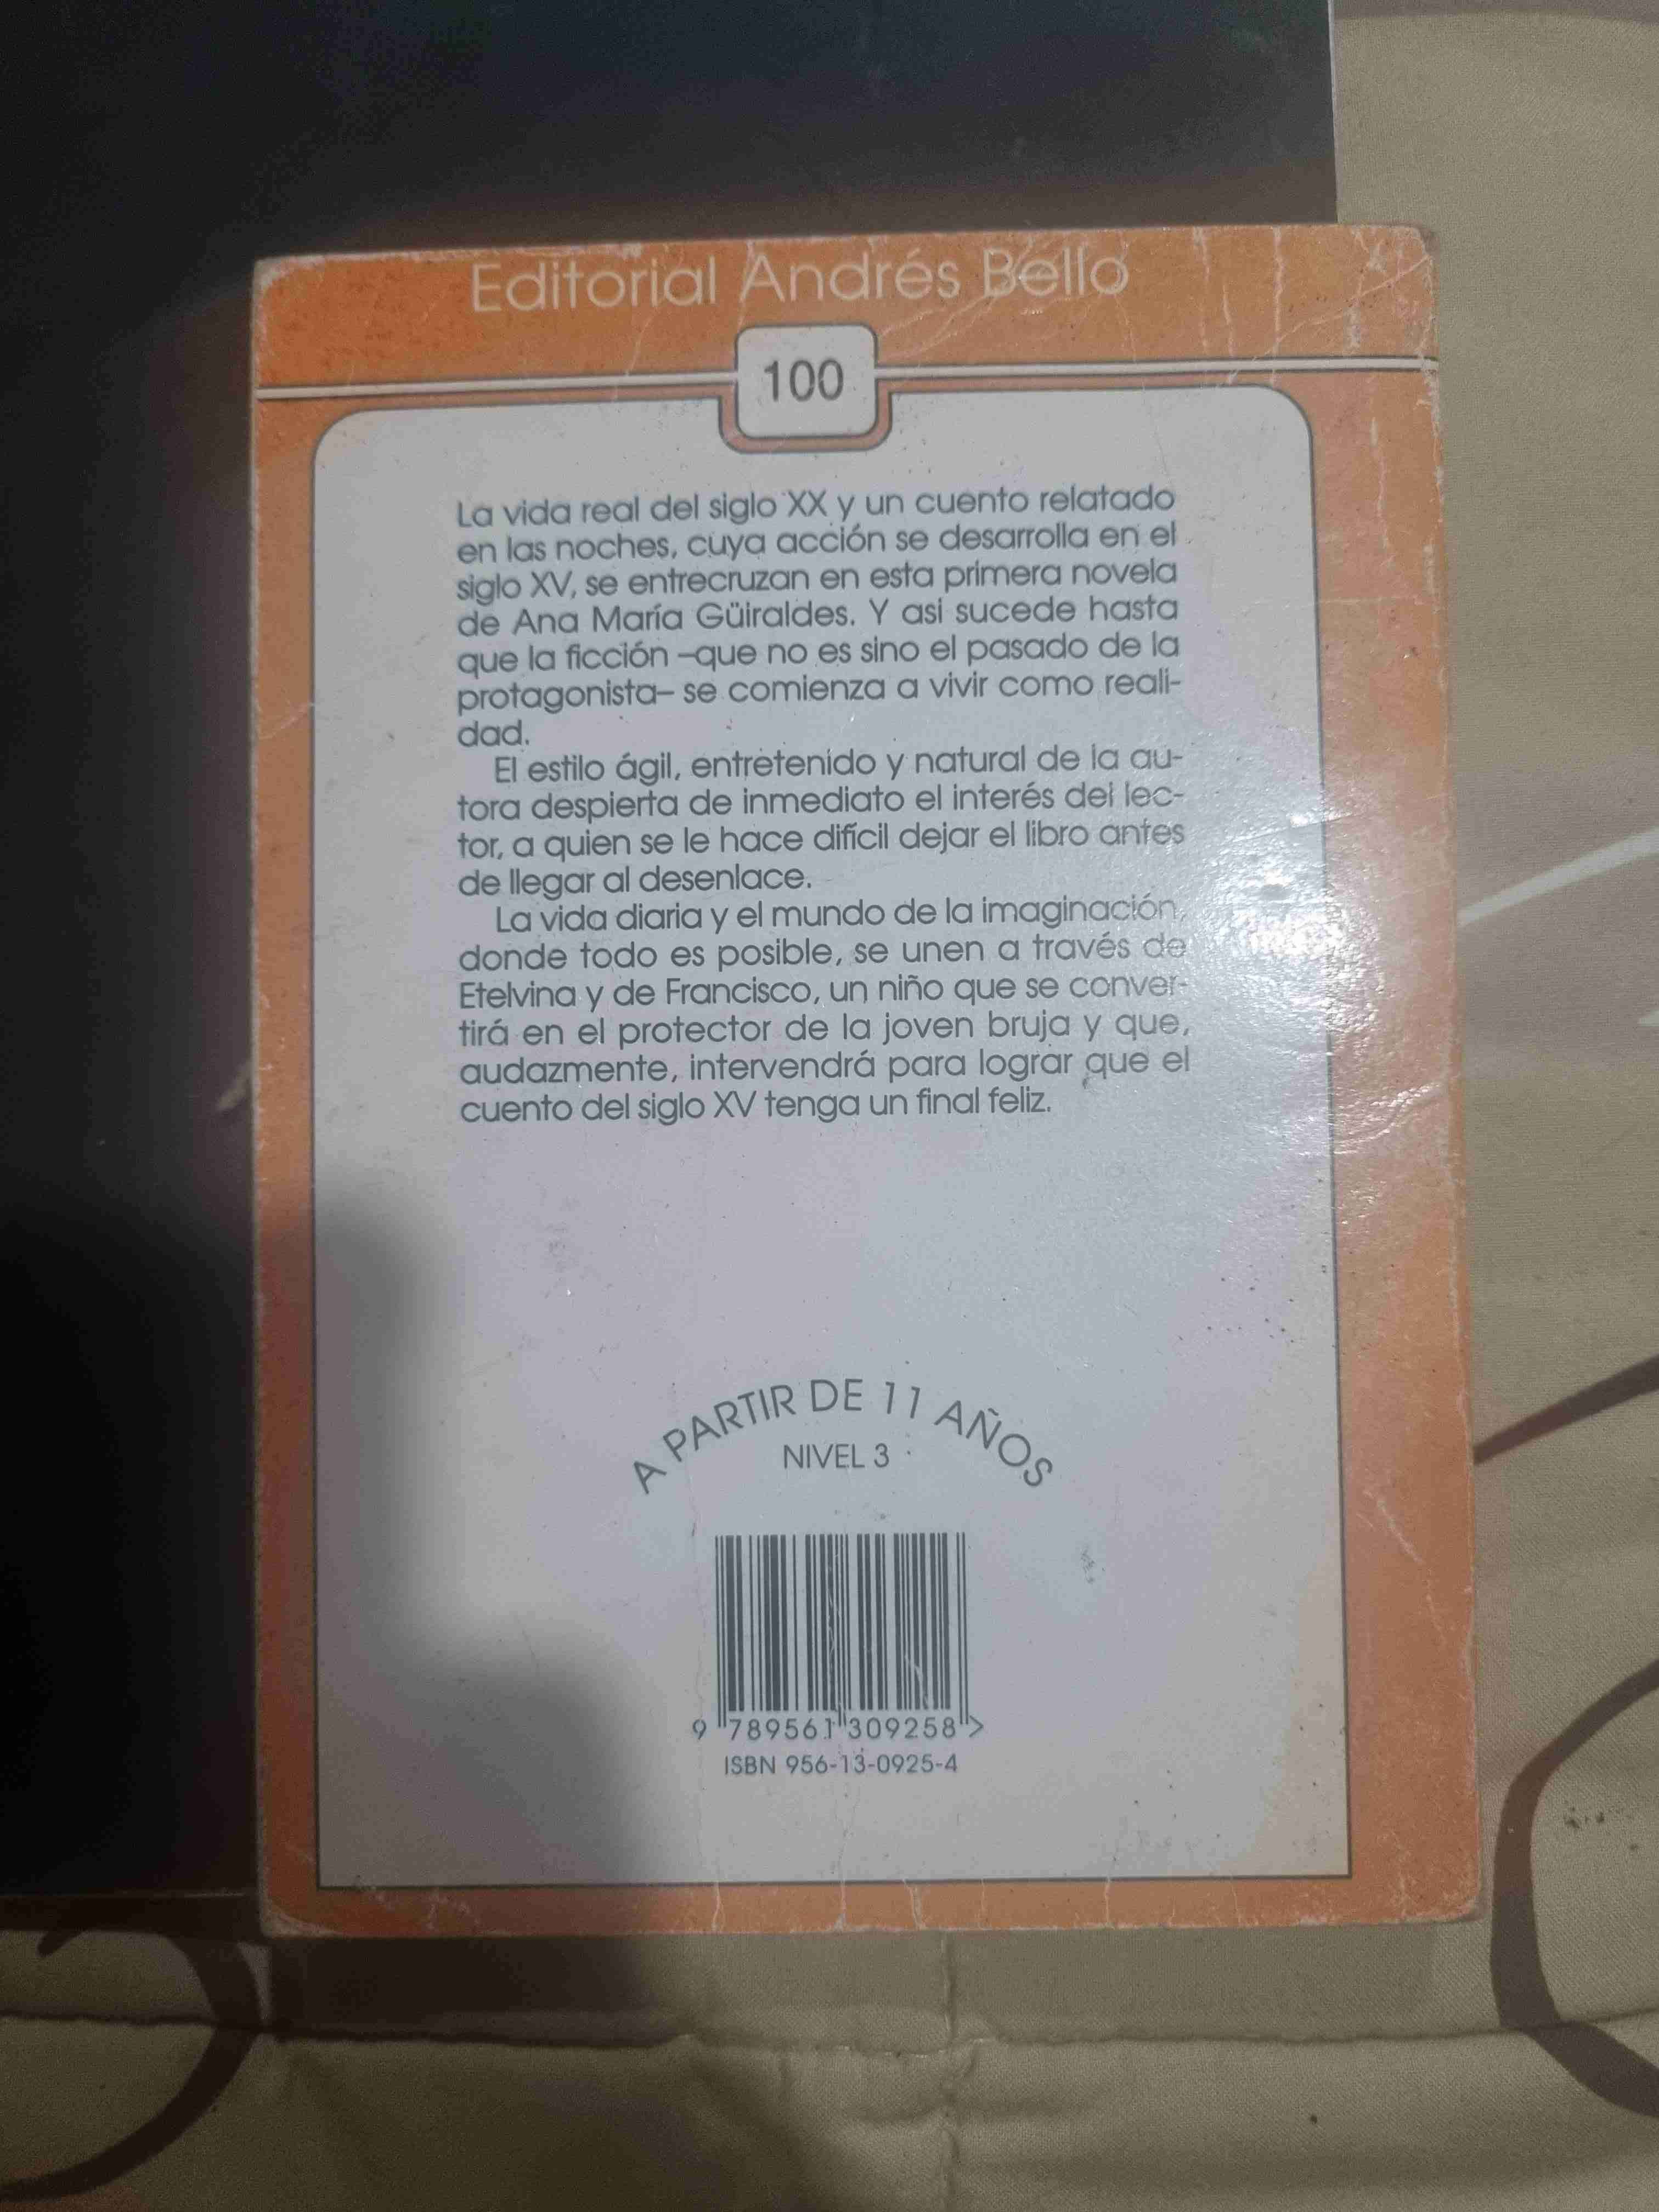 Editorial Andrés Bello
100
La vida real del siglo XX y un cuento relatado
en las noches, cuya acción se desarrolla en el
siglo XV, se entrecruzan en esta primera novela
de Ana María Güiraldes. Y asi sucede hasta
que la ficción –que no es sino el pasado de la
protagonista– se comienza a vivir como reali-
dad.
El estilo ágil, entretenido y natural de la au-
tora despierta de inmediato el interés del lec-
tor, a quien se le hace difícil dejar el libro antes
de llegar al desenlace.
La vida diaria y el mundo de la imaginación,
donde todo es posible, se unen a través de
Etelvina y de Francisco, un niño que se conver-
tirá en el protector de la joven bruja y que,
audazmente, intervendrá para lograr que el
cuento del siglo XV tenga un final feliz.
A PARTIR DE 11 AÑOS
NIVEL 3
9 789561 309258 >
ISBN 956-13-0925-4